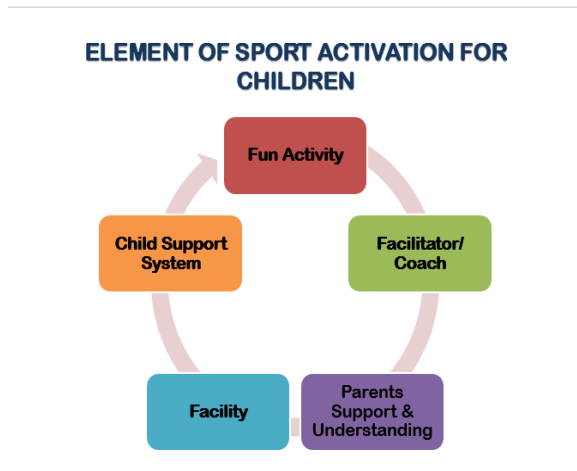 ELEMENT OF SPORT ACTIVATION FOR
CHILDREN
Fun Activity
Facilitator/
Coach
Parents
Support &
Understanding
Facility
Child Support
System